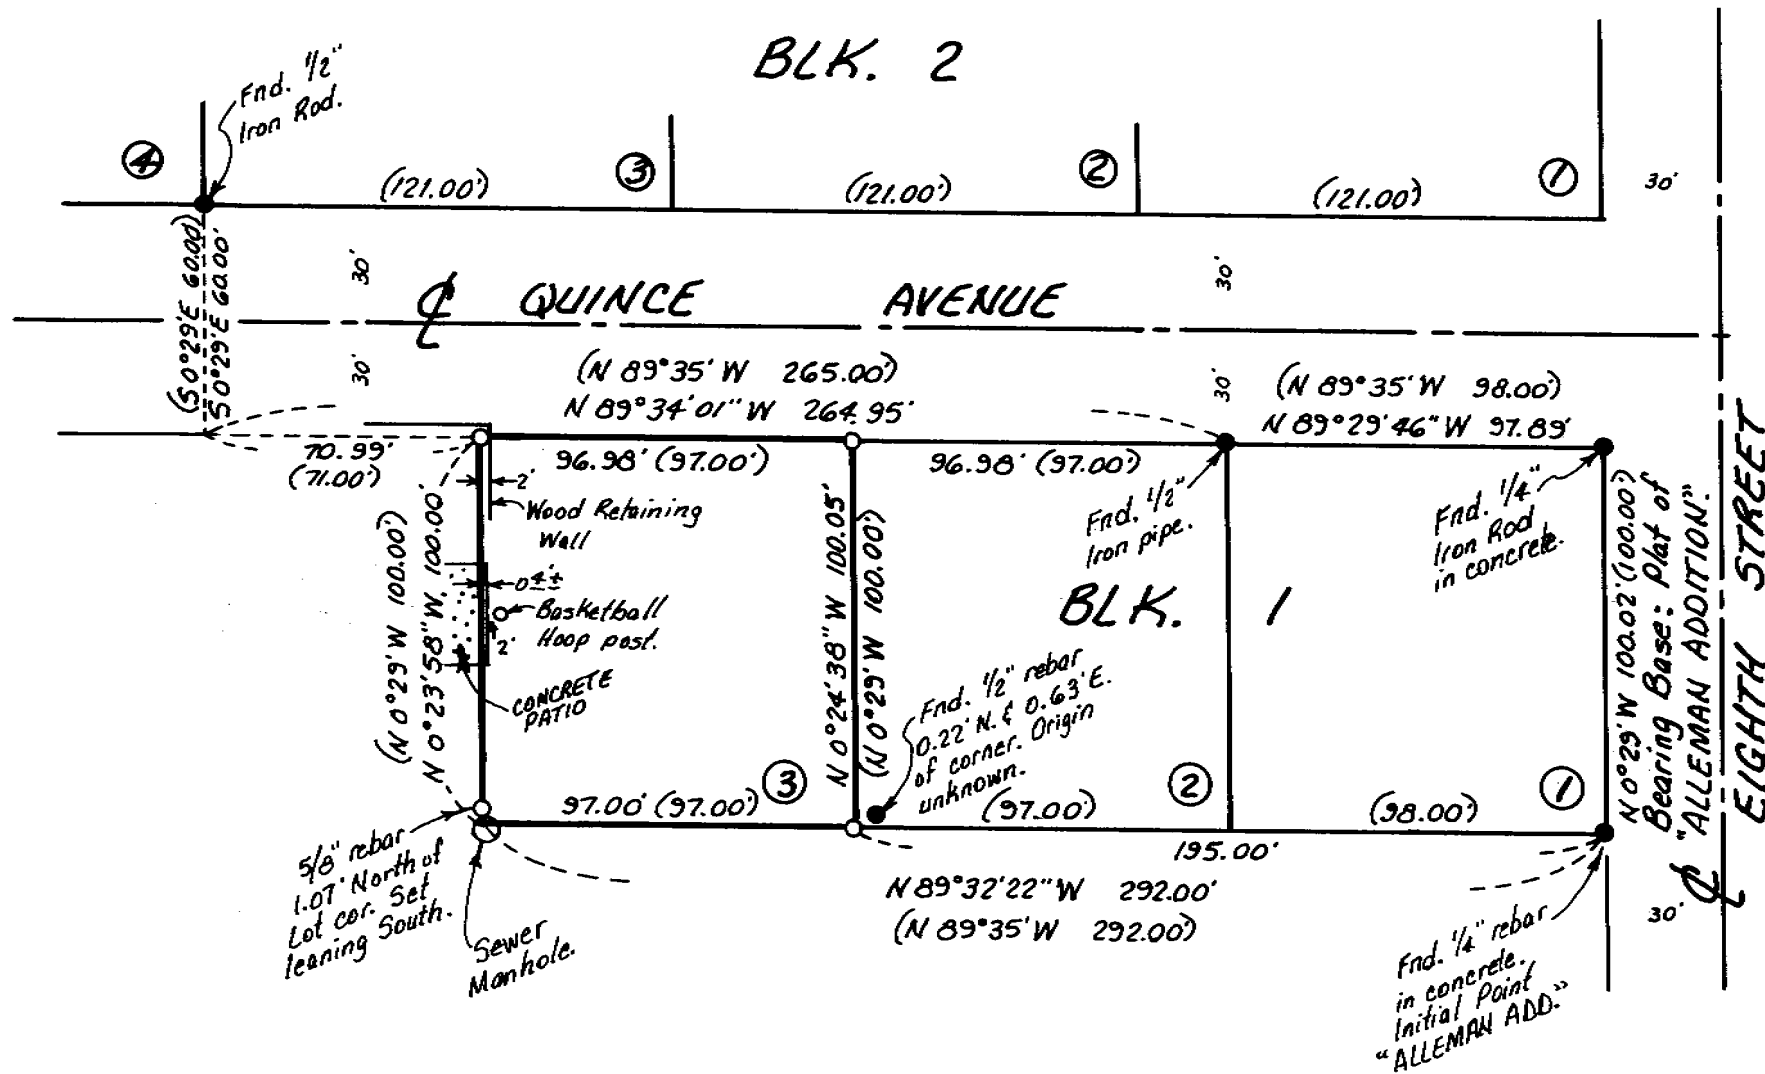 BLK. 2
Fnd. 1/2"
Iron Rod.
4
(121.00')
3
(121.00')
2
(121.00')
1
30'
(S 0°29'E 60.00')
S 0°29'E 60.00'
30'
30'
℄ QUINCE AVENUE
30'
30'
(N 89°35' W 265.00')
N 89°34'01" W 264.95'
(N 89°35' W 98.00')
N 89°29'46" W 97.89'
70.99'
(71.00')
96.98' (97.00')
96.98' (97.00')
2'
Wood Retaining
Wall
0.4'±
Basketball
Hoop post.
2'
CONCRETE
PATIO
(N 0°29' W 100.00')
N 0°23'58" W 100.00'
N 0°24'38" W 100.05'
(N 0°29' W 100.00')
Fnd. 1/2"
Iron pipe.
Fnd. 1/4"
Iron Rod
in concrete.
BLK. 1
Fnd. 1/2" rebar
0.22' N. & 0.63' E.
of corner. Origin
unknown.
N 0°29' W 100.02' (100.00')
Bearing Base: Plat of
"ALLEMAN ADDITION".
℄ EIGHTH STREET
97.00' (97.00')
3
(97.00')
2
(98.00')
1
195.00'
N 89°32'22" W 292.00'
(N 89°35' W 292.00')
30'
5/8" rebar
1.07' North of
Lot cor. Set
leaning South.
Sewer
Manhole.
Fnd. 1/4" rebar
in concrete.
Initial Point
"ALLEMAN ADD."